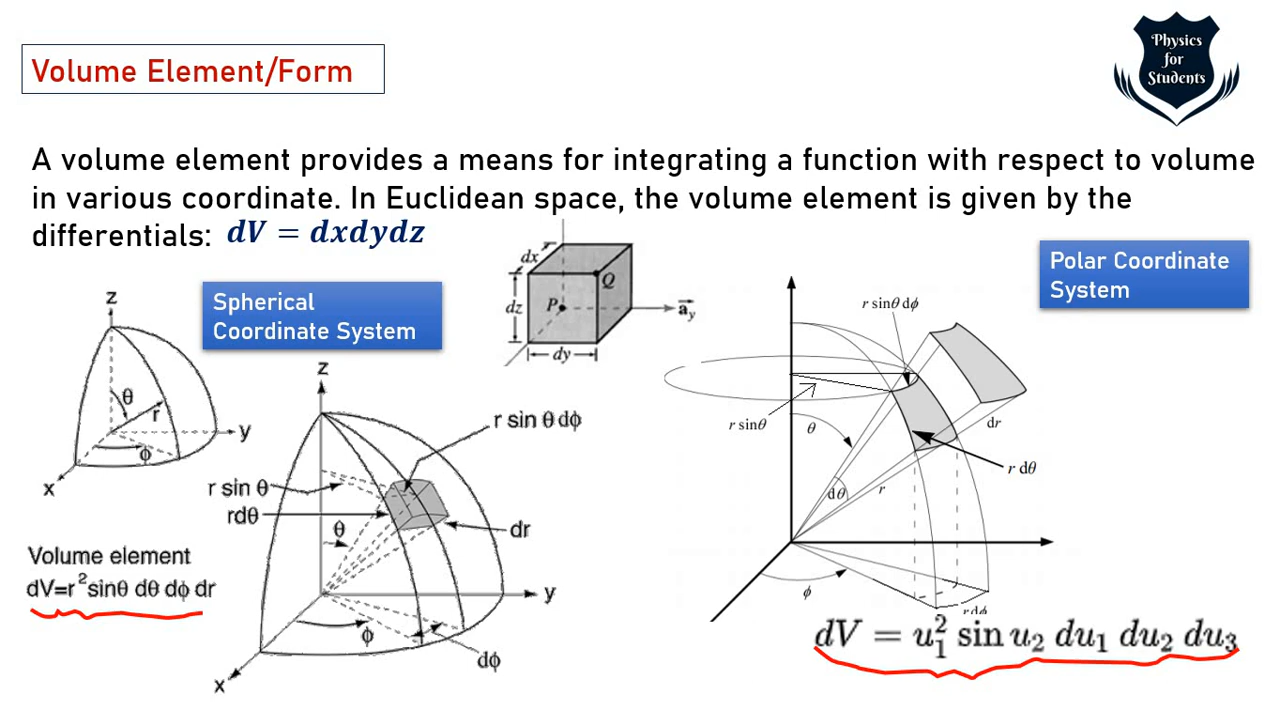 Volume Element/Form
Physics
for
Students
A volume element provides a means for integrating a function with respect to volume
in various coordinate. In Euclidean space, the volume element is given by the
differentials: dV = dxdydz
dx
dz
P
Q
dy
a⃗y
Spherical
Coordinate System
Polar Coordinate
System
z
θ
r
y
ϕ
x
z
r sin θ dϕ
r sin θ
rdθ
θ
dr
y
ϕ
dϕ
x
Volume element
dV=r²sinθ dθ dϕ dr
r sinθ dϕ
r sinθ
θ
dr
r dθ
dθ
r
ϕ
rdϕ
dV = u₁² sin u₂ du₁ du₂ du₃